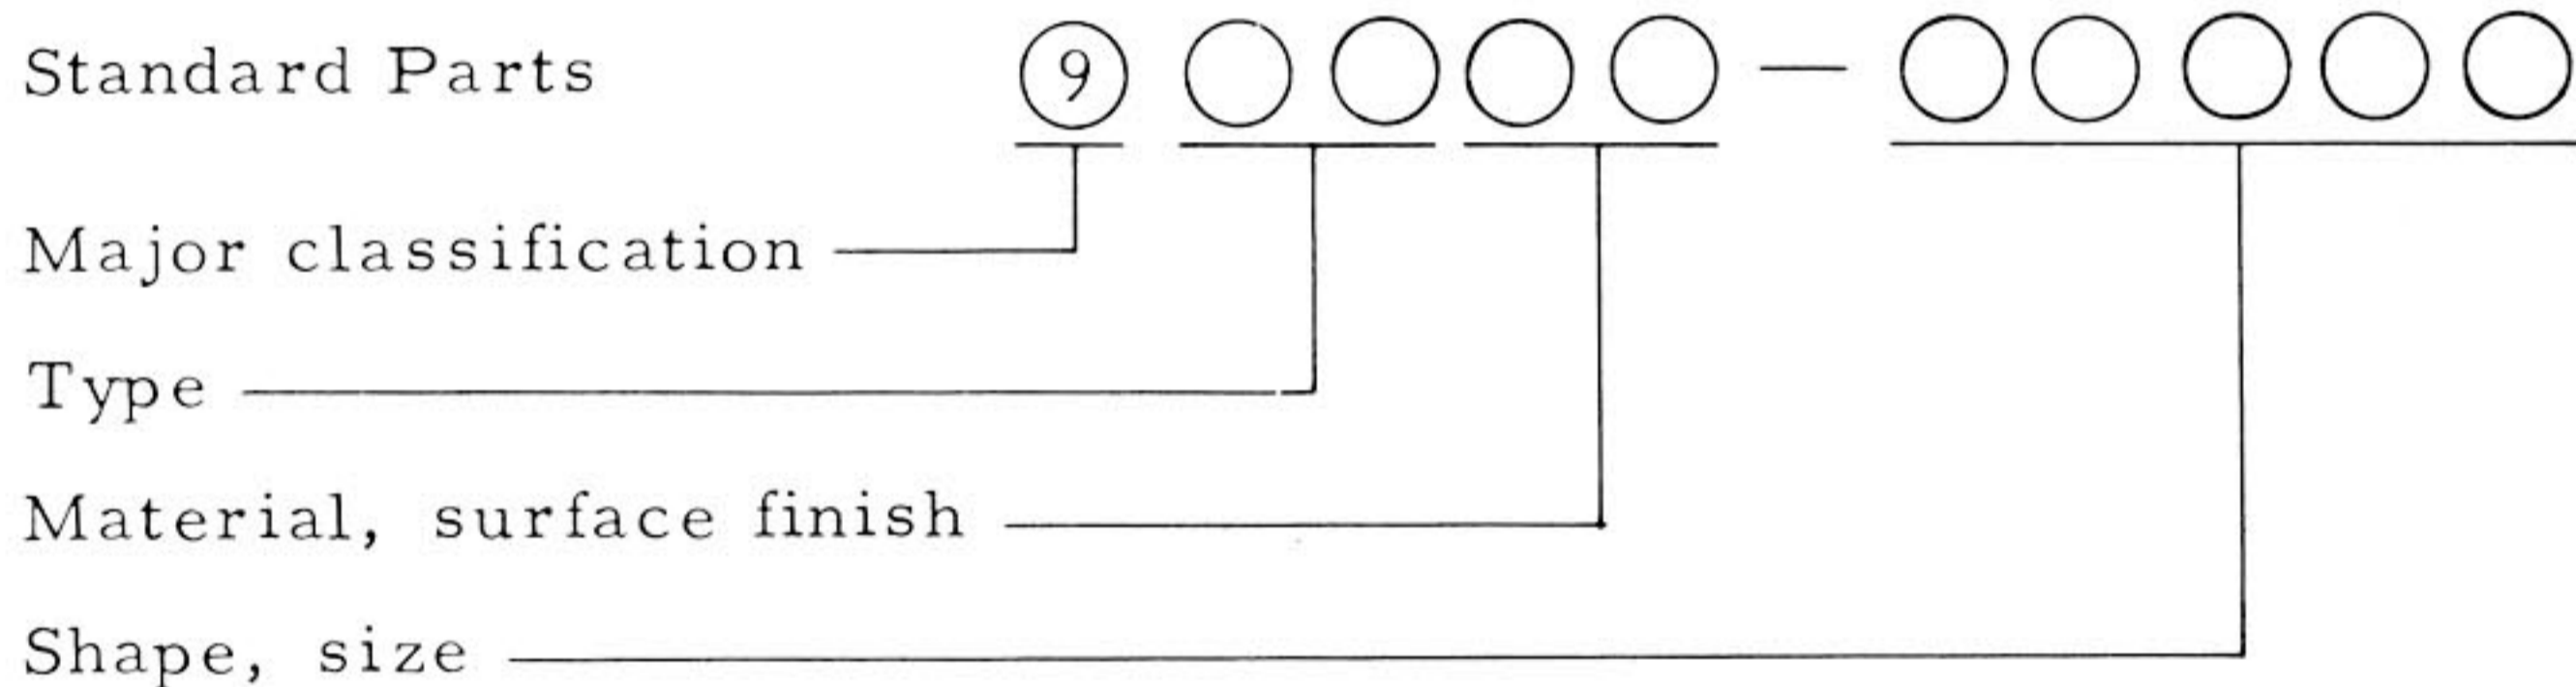 Standard Parts 9 ○ ○ ○ ○ — ○ ○ ○ ○ ○
Major classification
Type
Material, surface finish
Shape, size